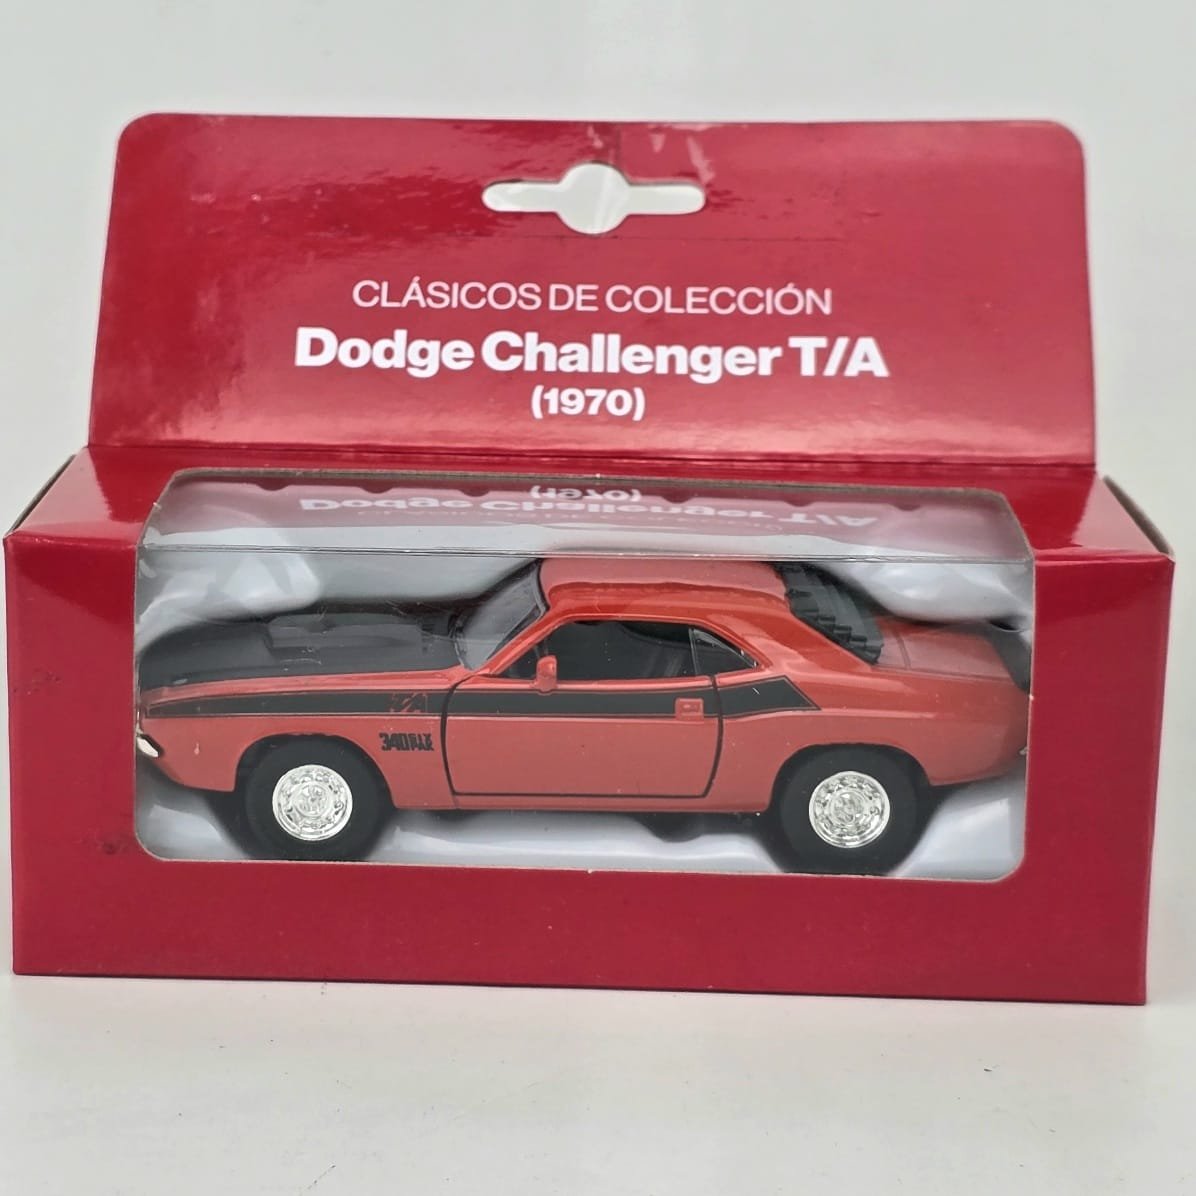 CLÁSICOS DE COLECCIÓN
Dodge Challenger T/A
(1970)
T/A
340 SIX
PAK